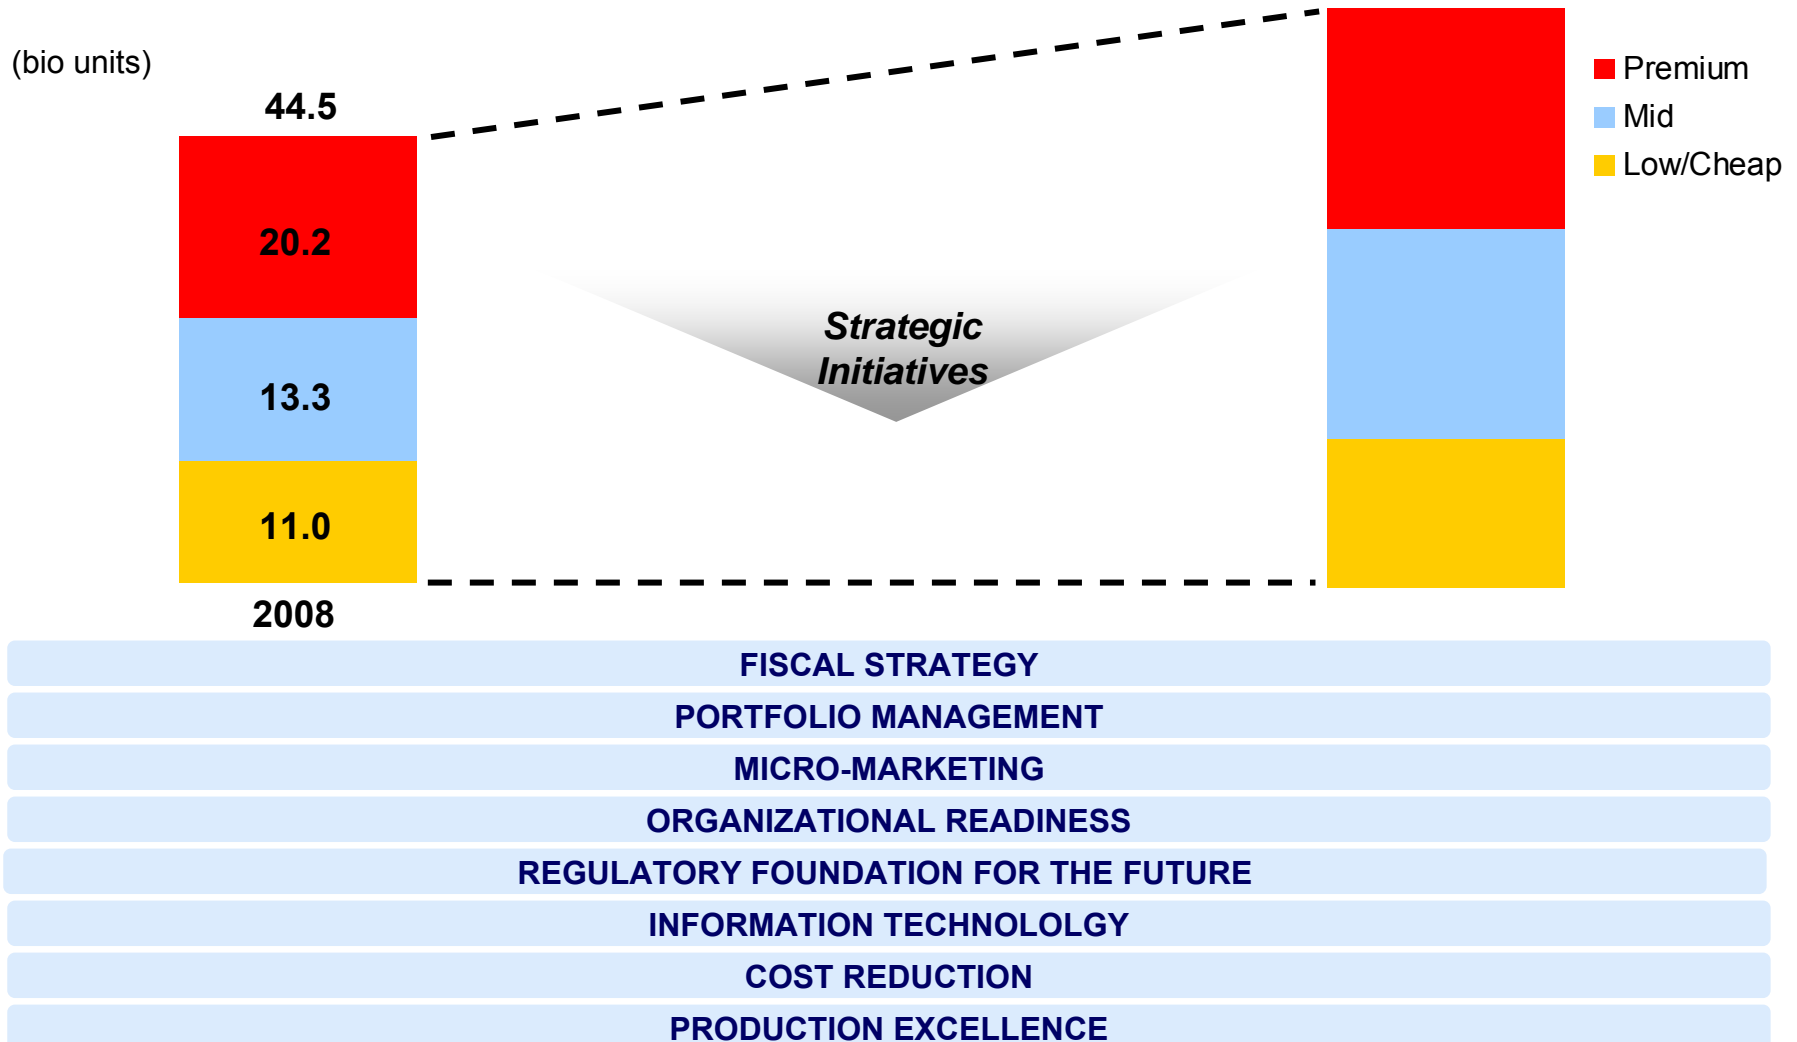 (bio units)
44.5
20.2
13.3
11.0
2008
Strategic
Initiatives
Premium
Mid
Low/Cheap
FISCAL STRATEGY
PORTFOLIO MANAGEMENT
MICRO-MARKETING
ORGANIZATIONAL READINESS
REGULATORY FOUNDATION FOR THE FUTURE
INFORMATION TECHNOLOLGY
COST REDUCTION
PRODUCTION EXCELLENCE